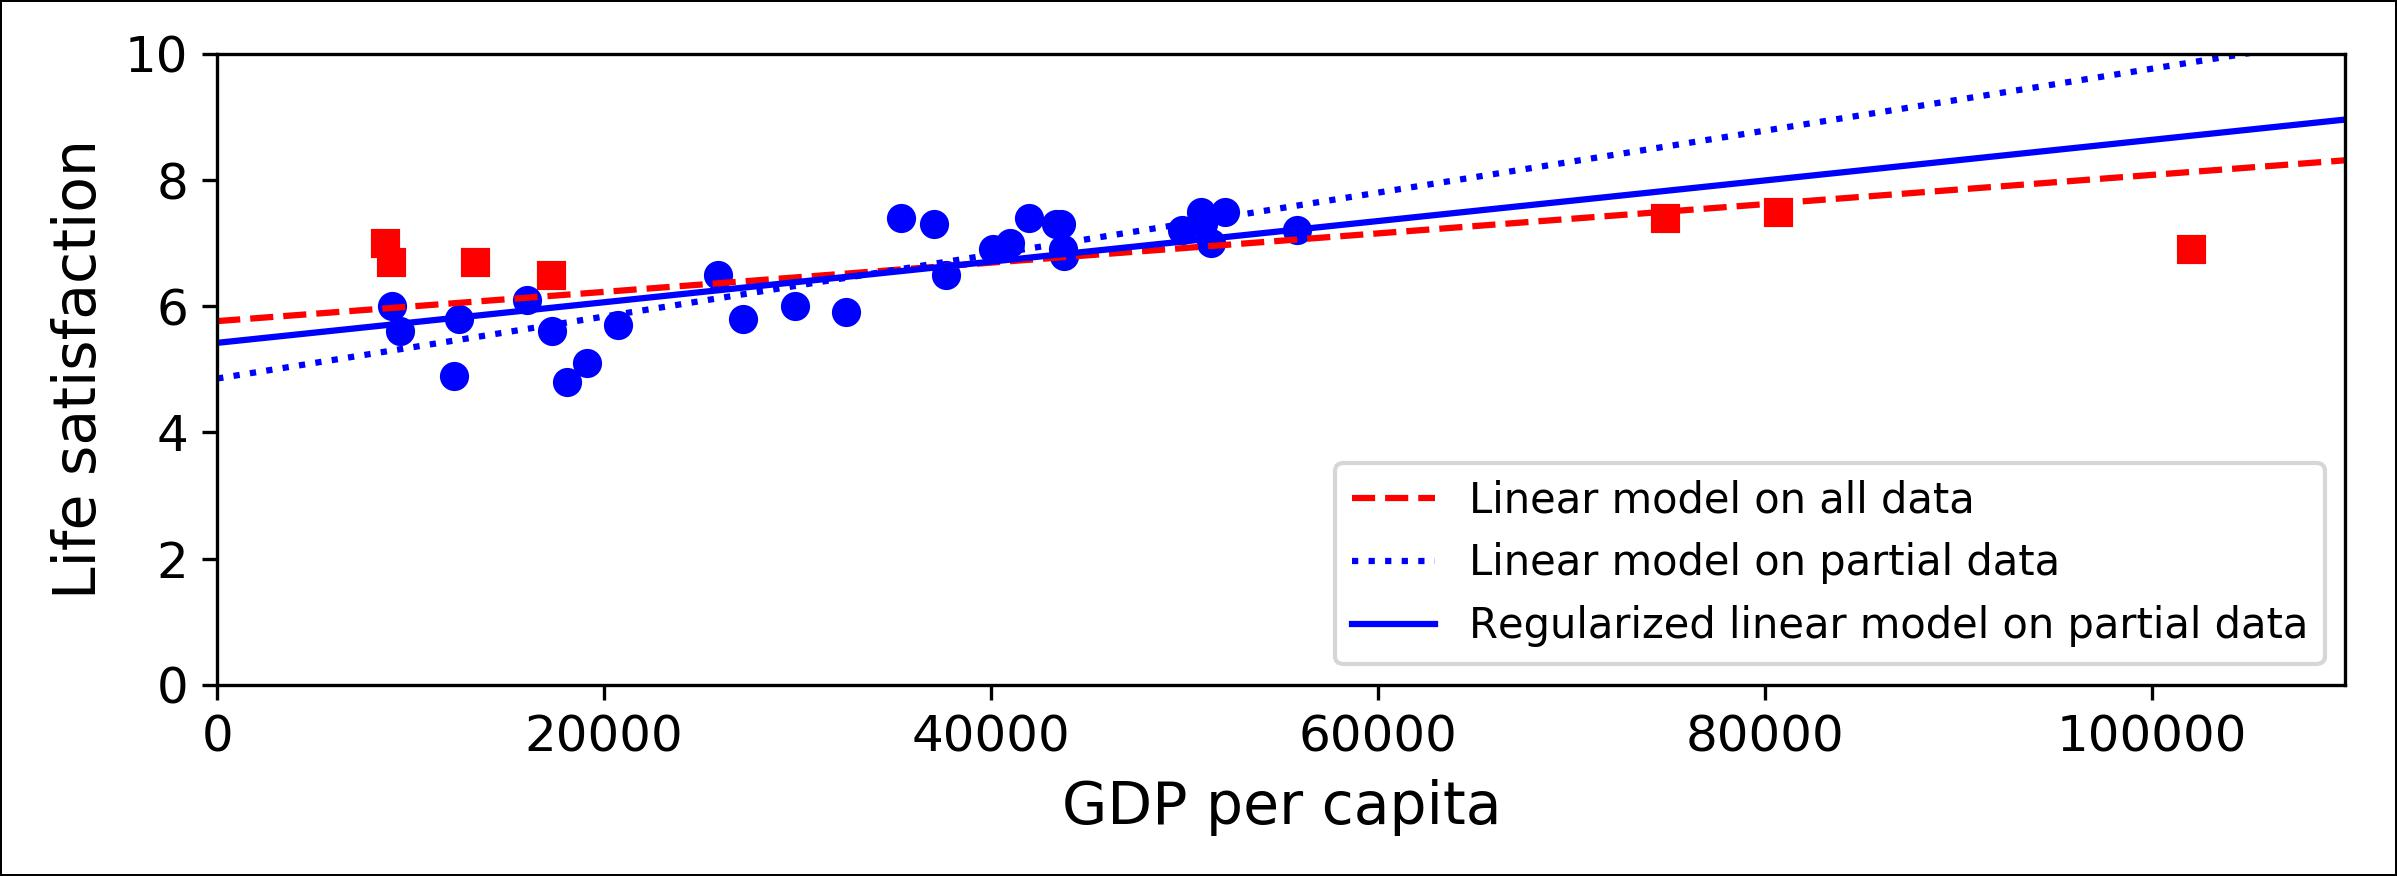 10
8
6
4
2
0
Life satisfaction
Linear model on all data
Linear model on partial data
Regularized linear model on partial data
0 20000 40000 60000 80000 100000
GDP per capita